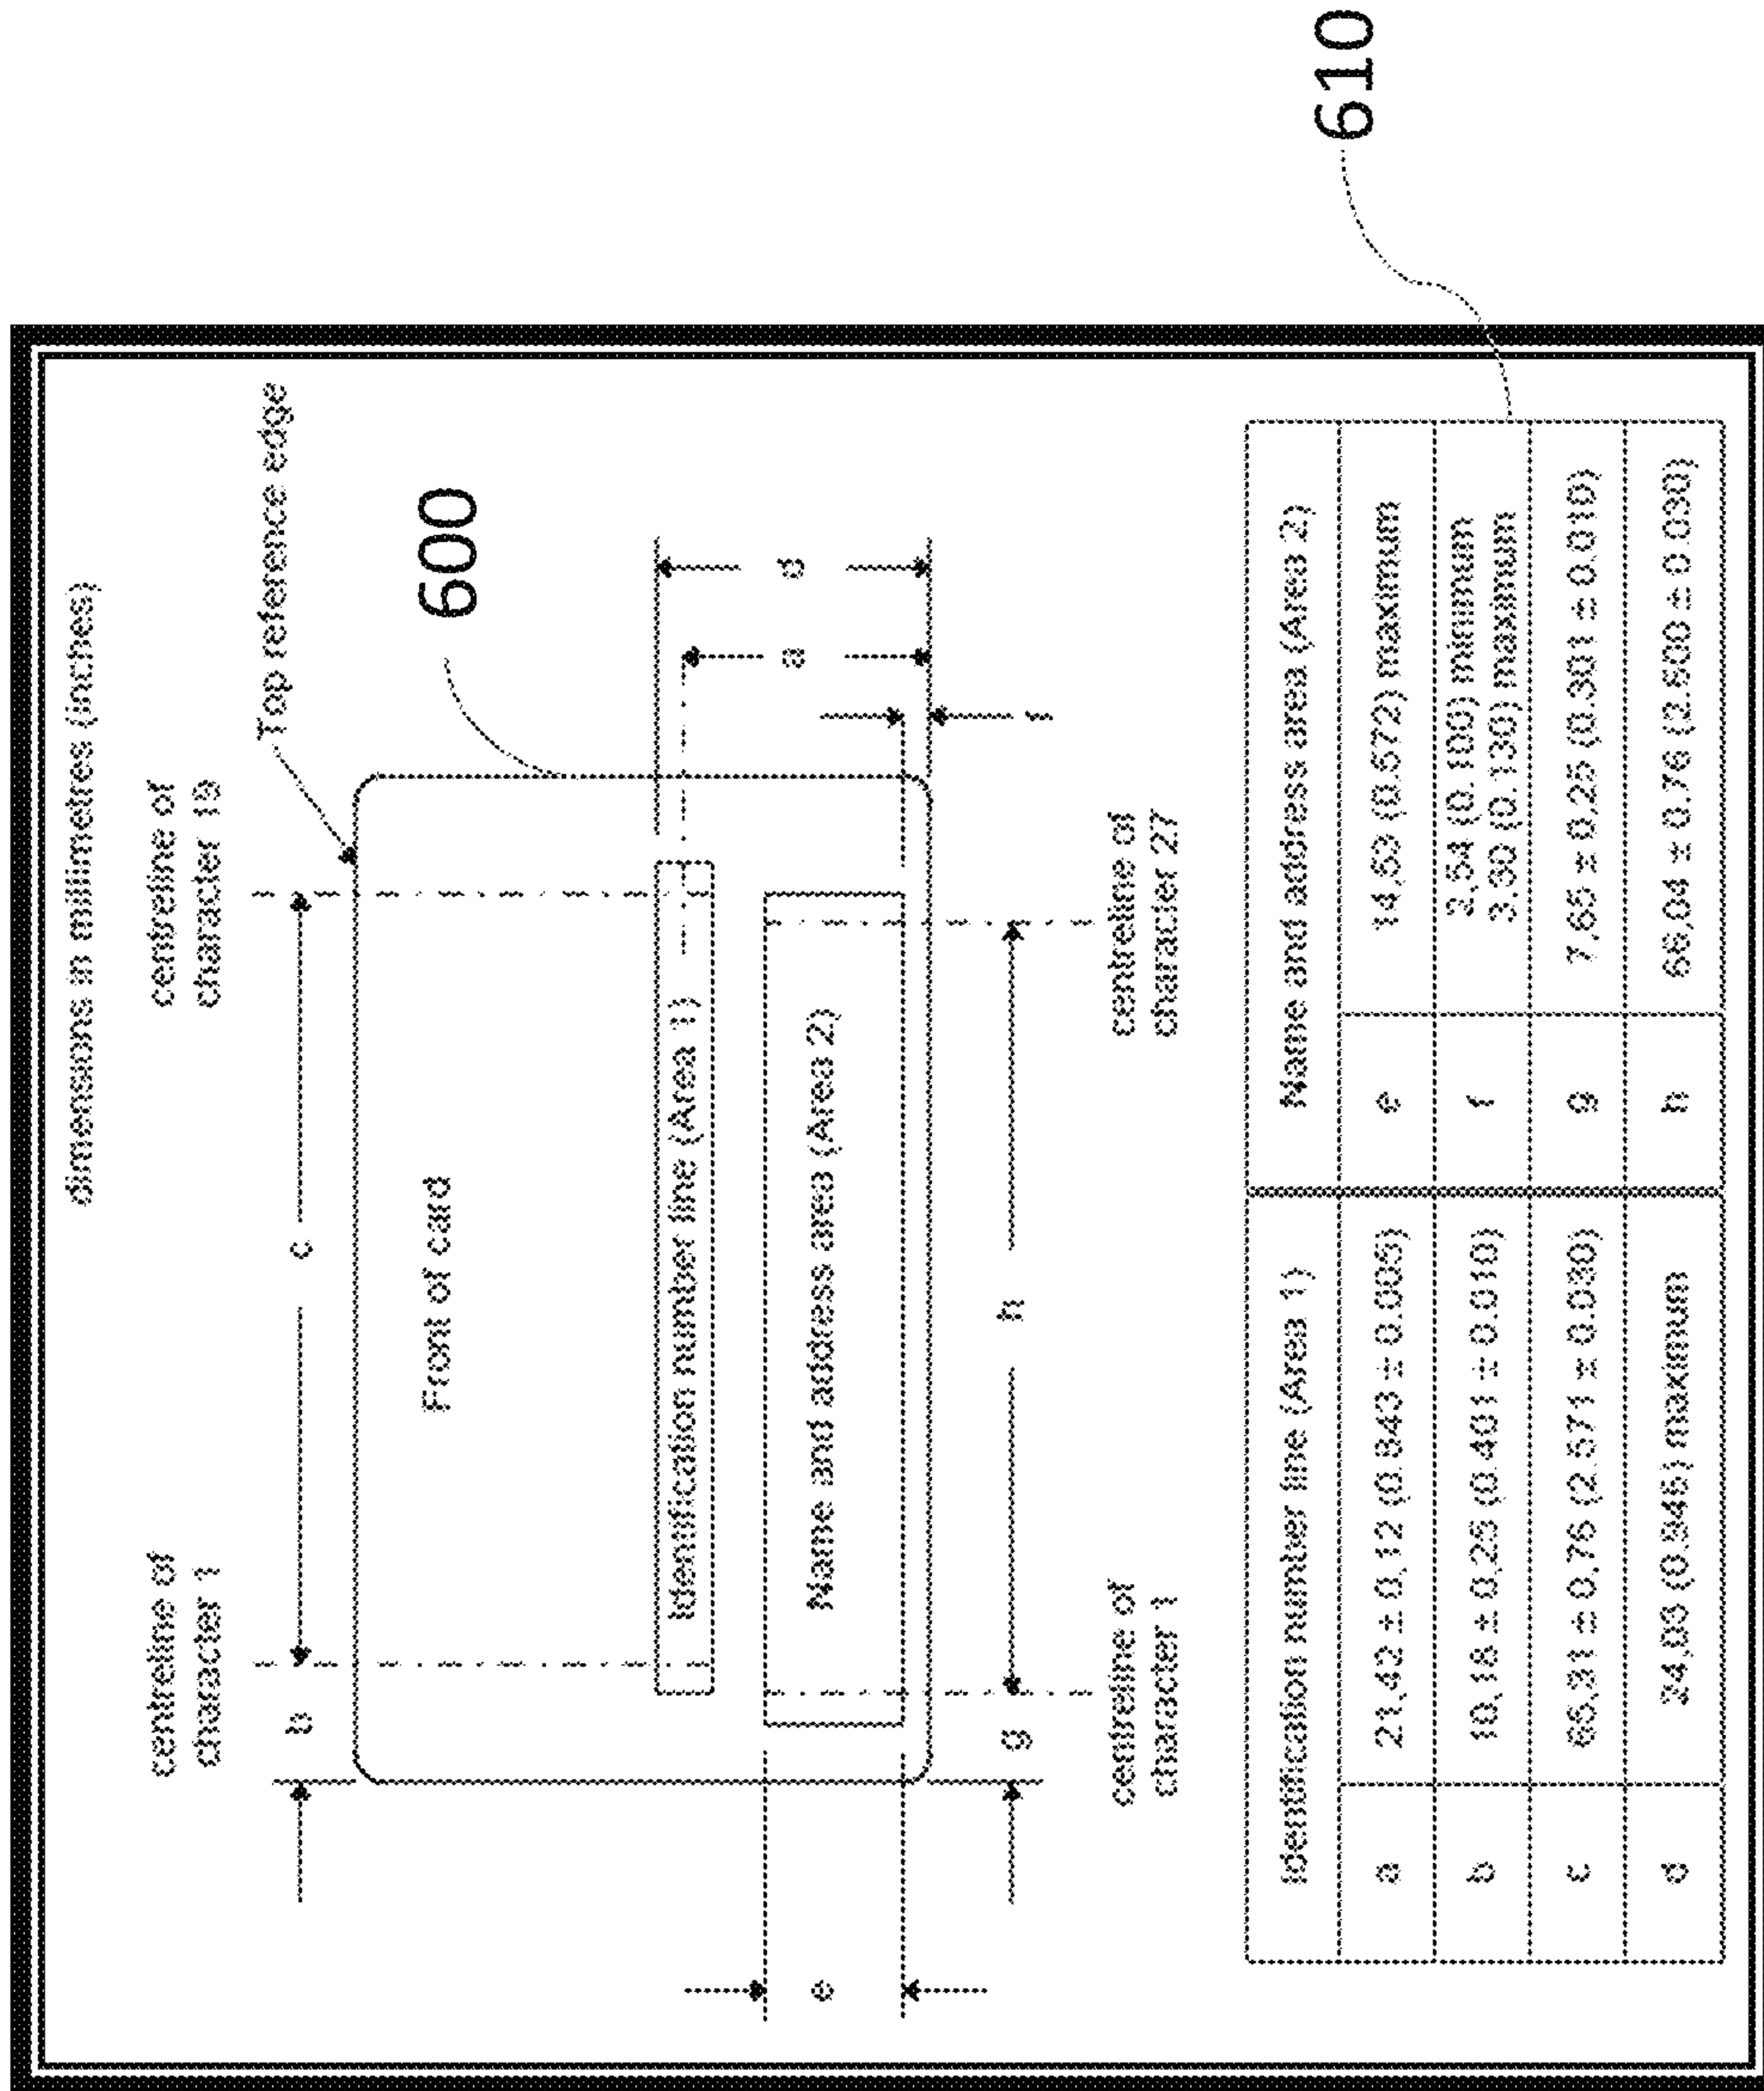 dimensions in millimetres (inches)
centreline of
character 1
centreline of
character 19
Top reference edge
b
c
600
Front of card
Identification number line (Area 1)
Name and address area (Area 2)
d
a
f
e
g
h
centreline of
character 1
centreline of
character 27
Identification number line (Area 1)
Name and address area (Area 2)
a
21,42 ± 0,12 (0.843 ± 0.005)
e
14,53 (0.572) maximum
b
10,18 ± 0,25 (0.401 ± 0.010)
f
2,54 (0.100) minimum
3,30 (0.130) maximum
c
65,31 ± 0,76 (2.571 ± 0.030)
g
7,65 ± 0,25 (0.301 ± 0.010)
d
24,03 (0.946) maximum
h
66,04 ± 0,76 (2.600 ± 0.030)
610